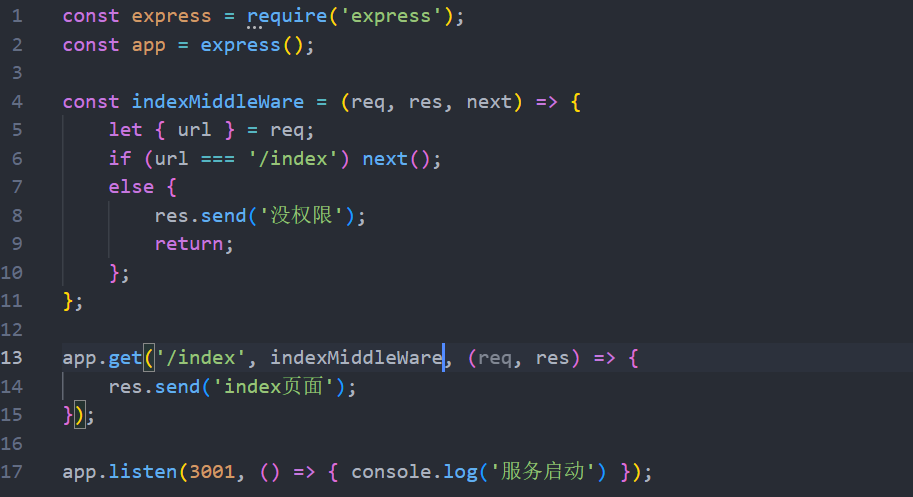 1 const express = require('express');
2 const app = express();
3
4 const indexMiddleWare = (req, res, next) => {
5     let { url } = req;
6     if (url === '/index') next();
7     else {
8         res.send('没权限');
9         return;
10     };
11 };
12
13 app.get('/index', indexMiddleWare, (req, res) => {
14     res.send('index页面');
15 });
16
17 app.listen(3001, () => { console.log('服务启动') });